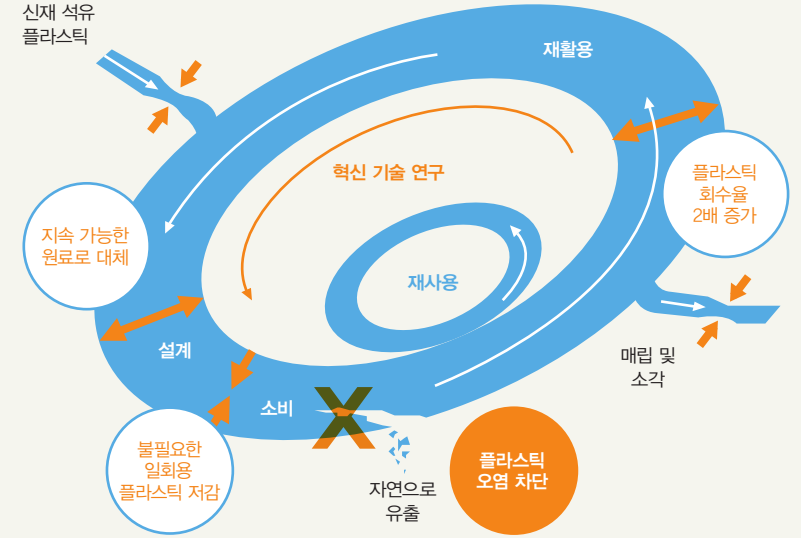 신재 석유
플라스틱
재활용
혁신 기술 연구
플라스틱
회수율
2배 증가
지속 가능한
원료로 대체
재사용
설계
매립 및
소각
소비
X
불필요한
일회용
플라스틱 저감
플라스틱
오염 차단
자연으로
유출